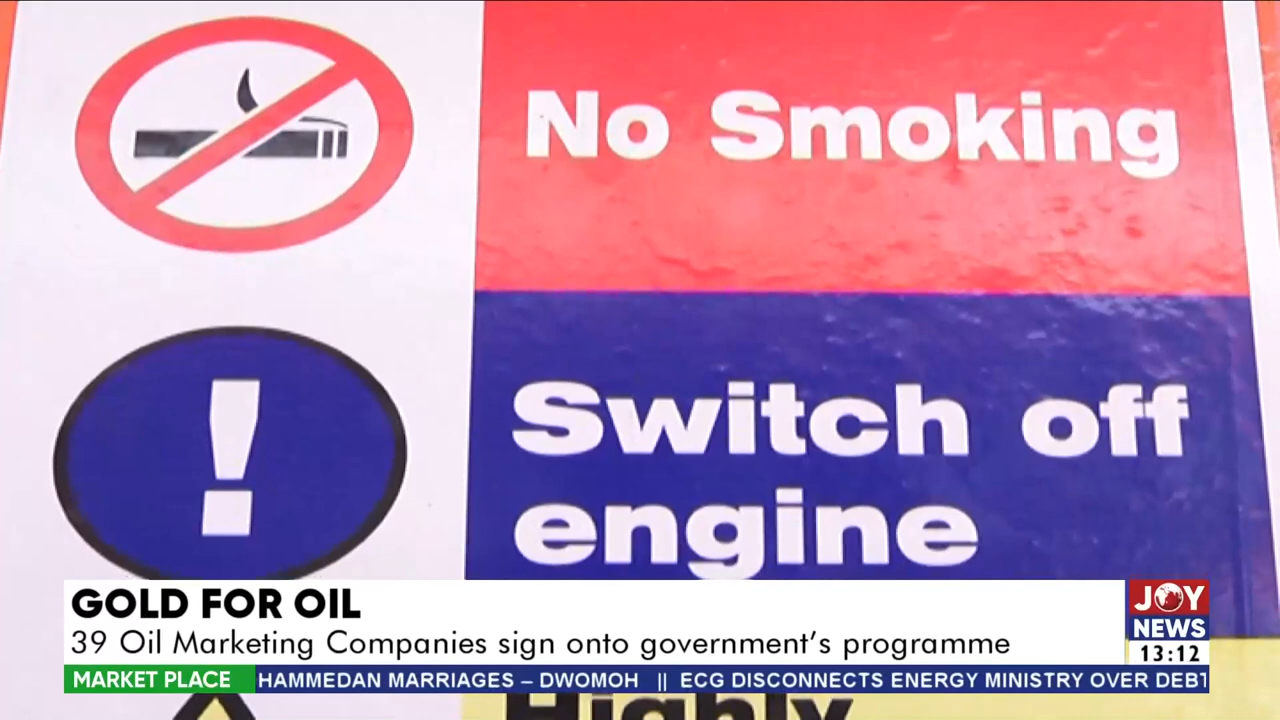 No Smoking
!
Switch off
engine
GOLD FOR OIL
39 Oil Marketing Companies sign onto government's programme
JOY
NEWS
13:12
MARKET PLACE
HAMMEDAN MARRIAGES – DWOMOH || ECG DISCONNECTS ENERGY MINISTRY OVER DEBT
Highly